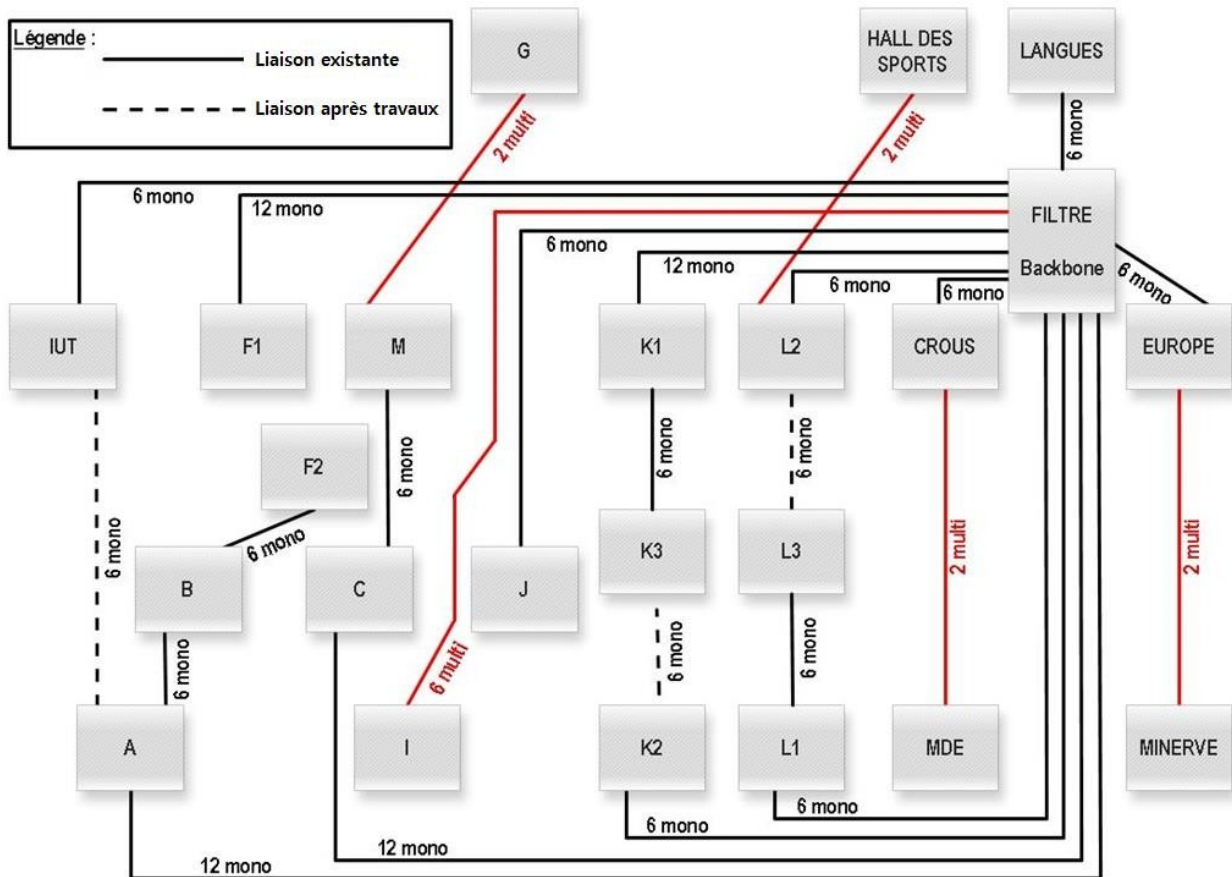 Légende :
Liaison existante
Liaison après travaux
G
HALL DES
SPORTS
LANGUES
2 multi
2 multi
6 mono
6 mono
12 mono
6 mono
12 mono
6 mono
6 mono
FILTRE
Backbone
6 mono
IUT
F1
M
K1
L2
CROUS
EUROPE
F2
6 mono
6 mono
6 mono
6 mono
6 mono
B
C
J
K3
L3
2 multi
2 multi
6 mono
6 mono
6 multi
6 mono
6 mono
A
I
K2
L1
MDE
MINERVE
6 mono
6 mono
12 mono
12 mono